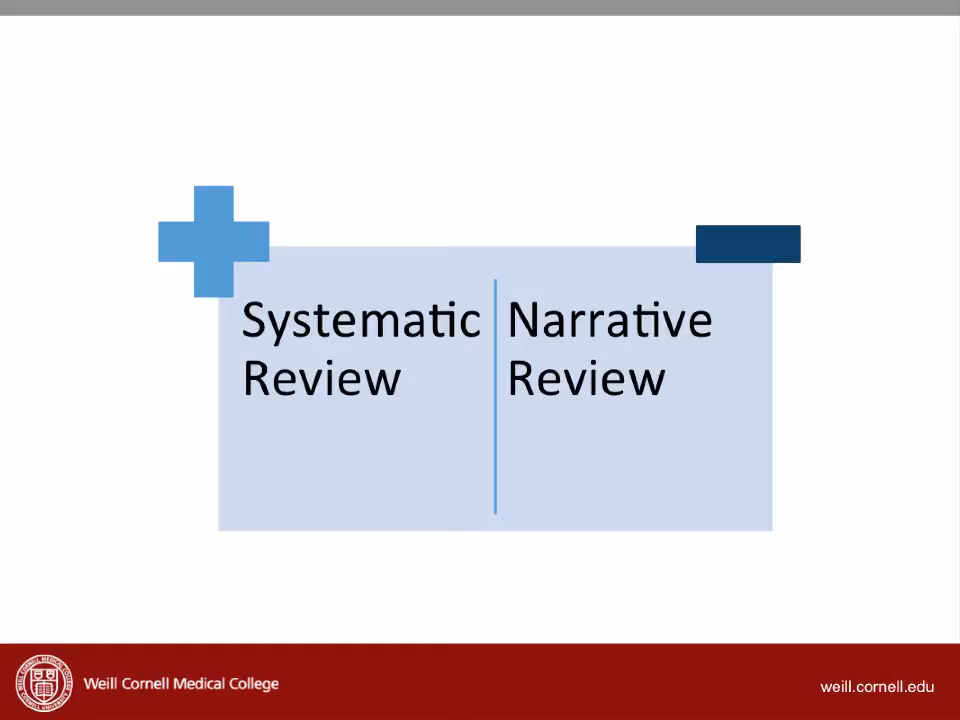 Systematic
Review
Narrative
Review
Weill Cornell Medical College
weill.cornell.edu